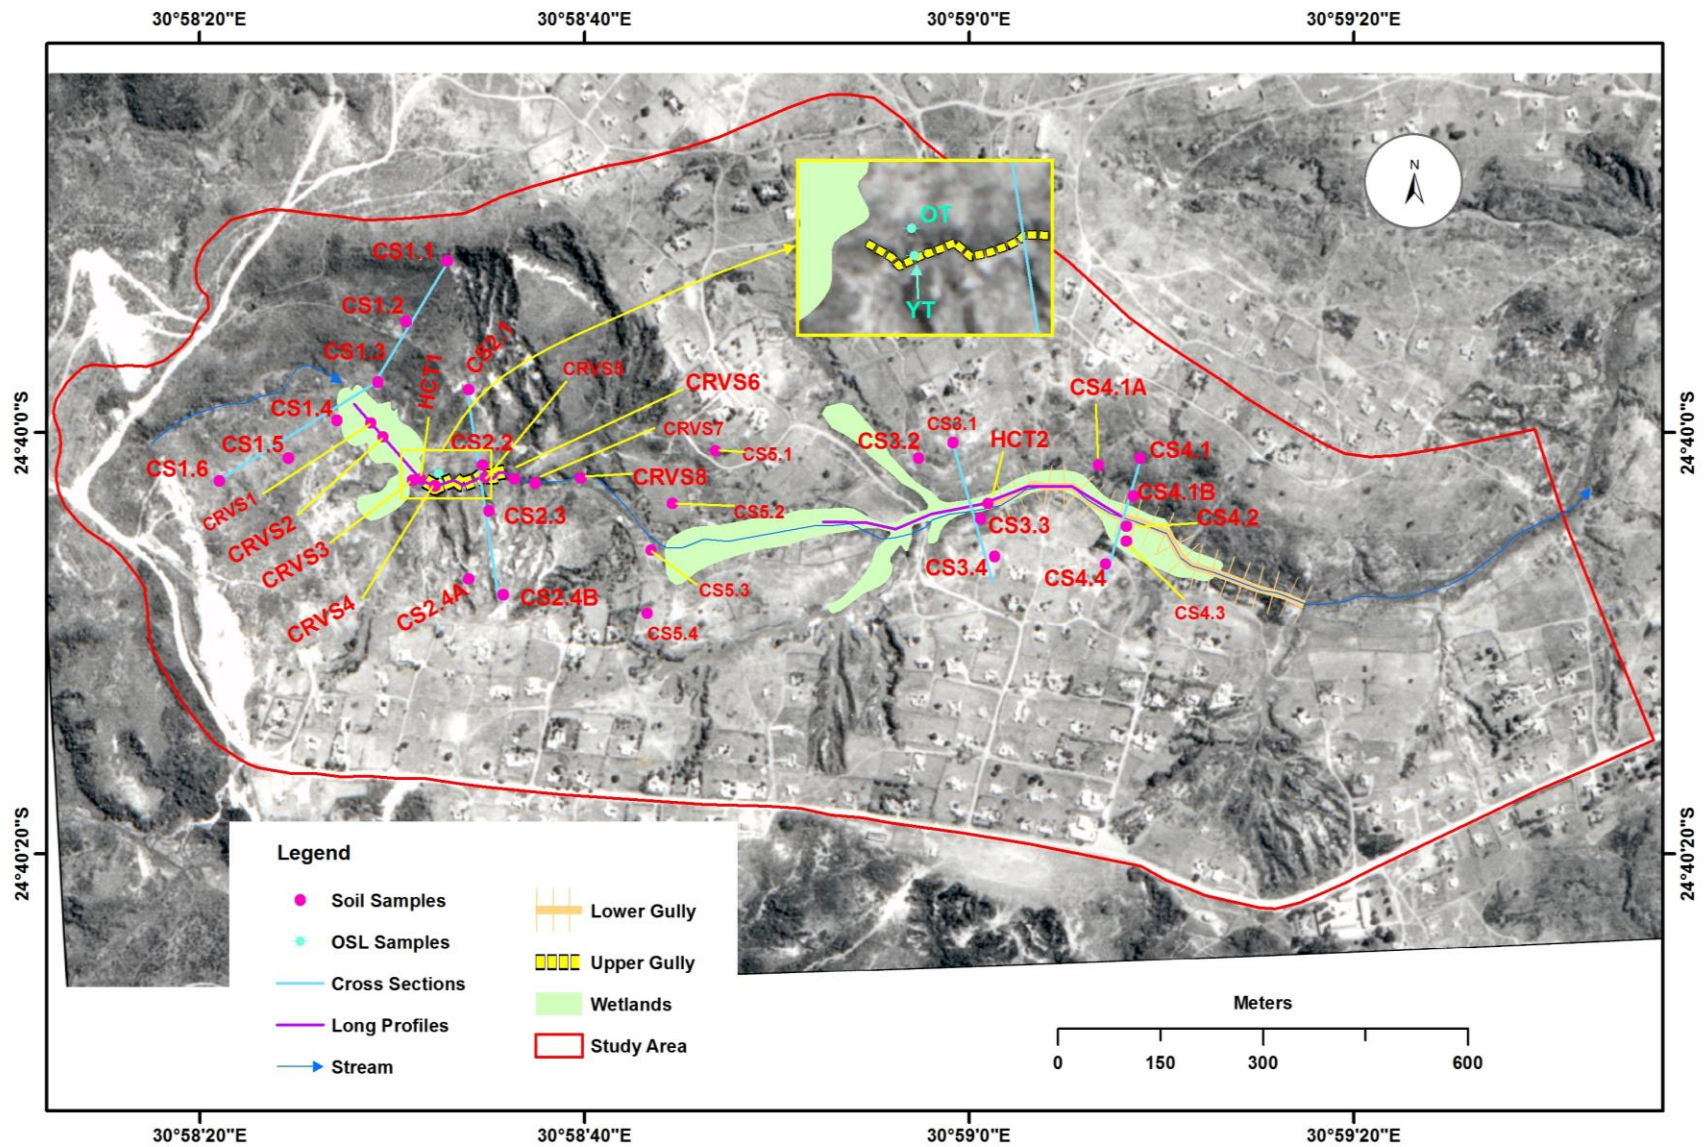 30°58'20"E
30°58'40"E
30°59'0"E
30°59'20"E
N
OT
YT
CS1.1
CS1.2
CS1.3
CS1.4
CS1.5
CS1.6
HCT1
CS2.1
CRVS5
CRVS6
CRVS7
CRVS8
CS2.2
CS2.3
CS2.4A
CS2.4B
CRVS1
CRVS2
CRVS3
CRVS4
CS5.1
CS5.2
CS5.3
CS5.4
CS3.1
CS3.2
HCT2
CS3.3
CS3.4
CS4.1A
CS4.1
CS4.1B
CS4.2
CS4.4
CS4.3
24°40'0"S
24°40'0"S
24°40'20"S
24°40'20"S
Legend
Soil Samples
OSL Samples
Cross Sections
Long Profiles
Stream
Lower Gully
Upper Gully
Wetlands
Study Area
Meters
0 150 300 600
30°58'20"E
30°58'40"E
30°59'0"E
30°59'20"E